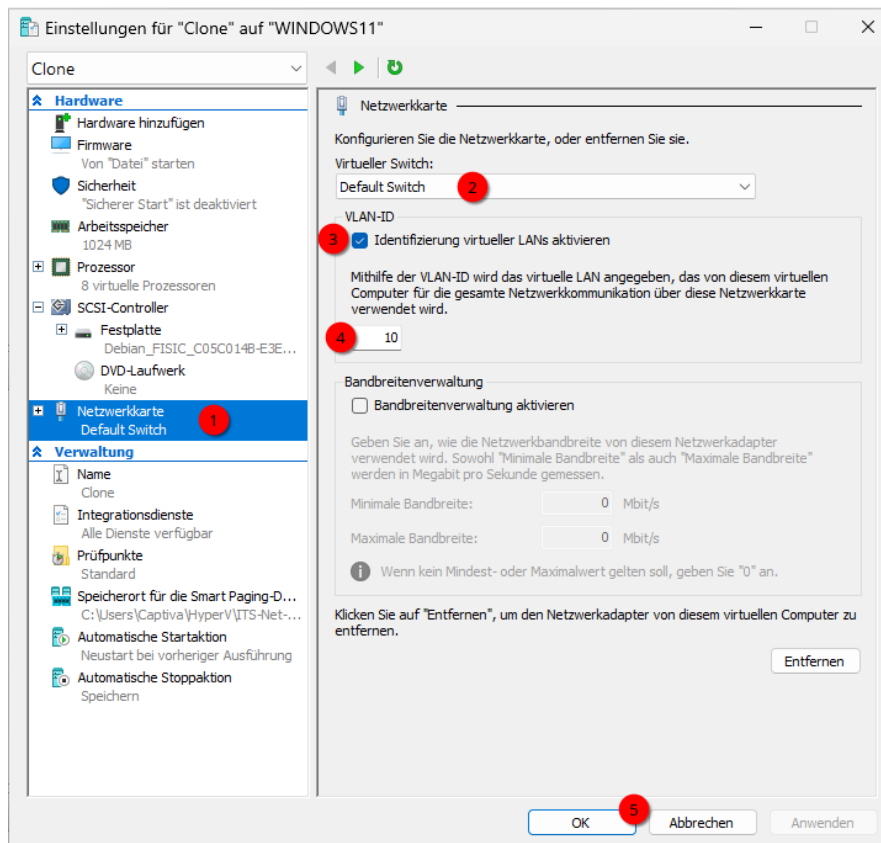 Einstellungen für "Clone" auf "WINDOWS11"
Clone
Hardware
Hardware hinzufügen
Firmware
Von "Datei" starten
Sicherheit
"Sicherer Start" ist deaktiviert
Arbeitsspeicher
1024 MB
Prozessor
8 virtuelle Prozessoren
SCSI-Controller
Festplatte
Debian_FISIC_C05C014B-E3E...
DVD-Laufwerk
Keine
Netzwerkkarte
Default Switch
1
Verwaltung
Name
Clone
Integrationsdienste
Alle Dienste verfügbar
Prüfpunkte
Standard
Speicherort für die Smart Paging-D...
C:\Users\Captiva\HyperV\ITS-Net-...
Automatische Startaktion
Neustart bei vorheriger Ausführung
Automatische Stoppaktion
Speichern
Netzwerkkarte
Konfigurieren Sie die Netzwerkkarte, oder entfernen Sie sie.
Virtueller Switch:
Default Switch 2
VLAN-ID
3 Identifizierung virtueller LANs aktivieren
Mithilfe der VLAN-ID wird das virtuelle LAN angegeben, das von diesem virtuellen
Computer für die gesamte Netzwerkkommunikation über diese Netzwerkkarte
verwendet wird.
4 10
Bandbreitenverwaltung
Bandbreitenverwaltung aktivieren
Geben Sie an, wie die Netzwerkbandbreite von diesem Netzwerkadapter
verwendet wird. Sowohl "Minimale Bandbreite" als auch "Maximale Bandbreite"
werden in Megabit pro Sekunde gemessen.
Minimale Bandbreite: 0 Mbit/s
Maximale Bandbreite: 0 Mbit/s
Wenn kein Mindest- oder Maximalwert gelten soll, geben Sie "0" an.
Klicken Sie auf "Entfernen", um den Netzwerkadapter von diesem virtuellen Computer zu
entfernen.
Entfernen
OK 5 Abbrechen Anwenden